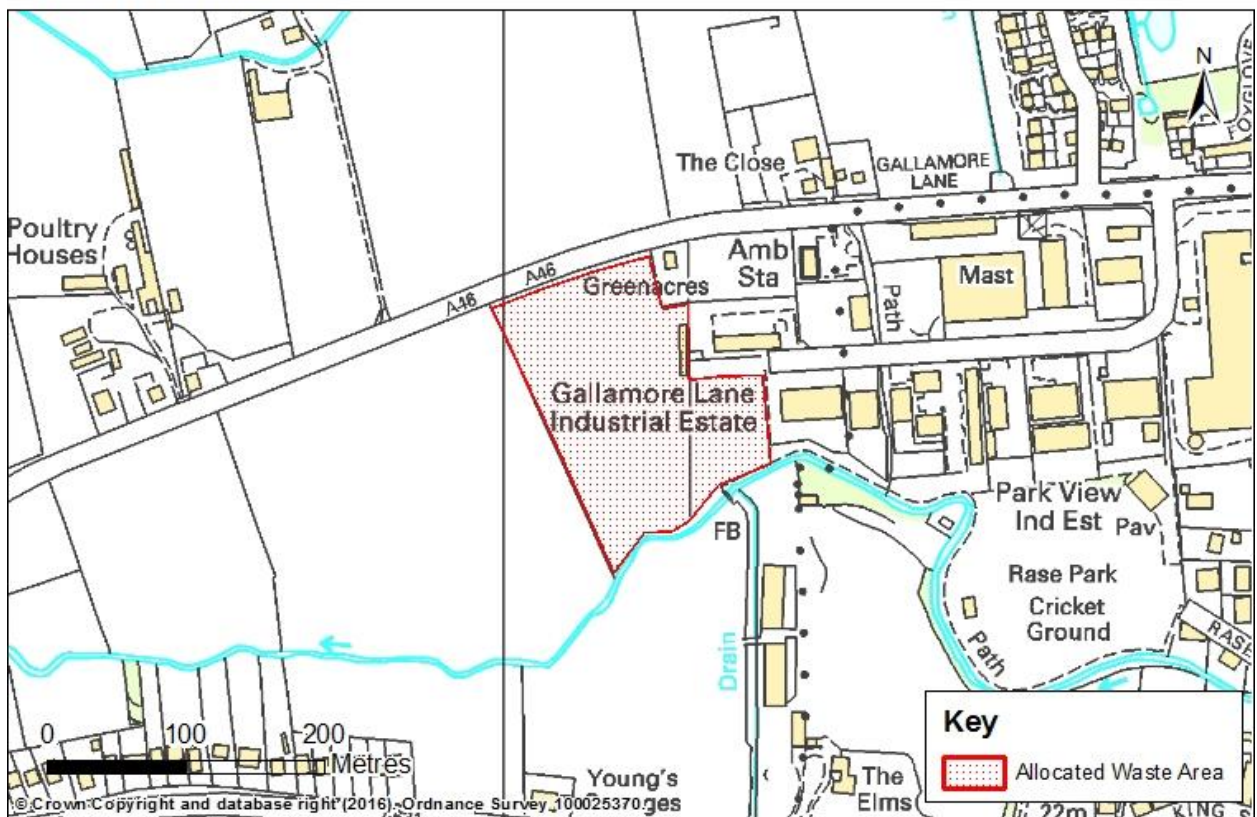 N
FOXGLOVE
The Close
GALLAMORE
LANE
Poultry
Houses
Amb
Sta
Mast
A46
A46
Greenacres
Path
Gallamore Lane
Industrial Estate
Park View
Ind Est
Pav
FB
Rase Park
Cricket
Ground
RASE
Drain
Path
Key
Allocated Waste Area
0 100 200
Metres
Young's
The
Elms
22m
KING
© Crown Copyright and database right (2016). Ordnance Survey 100025370.